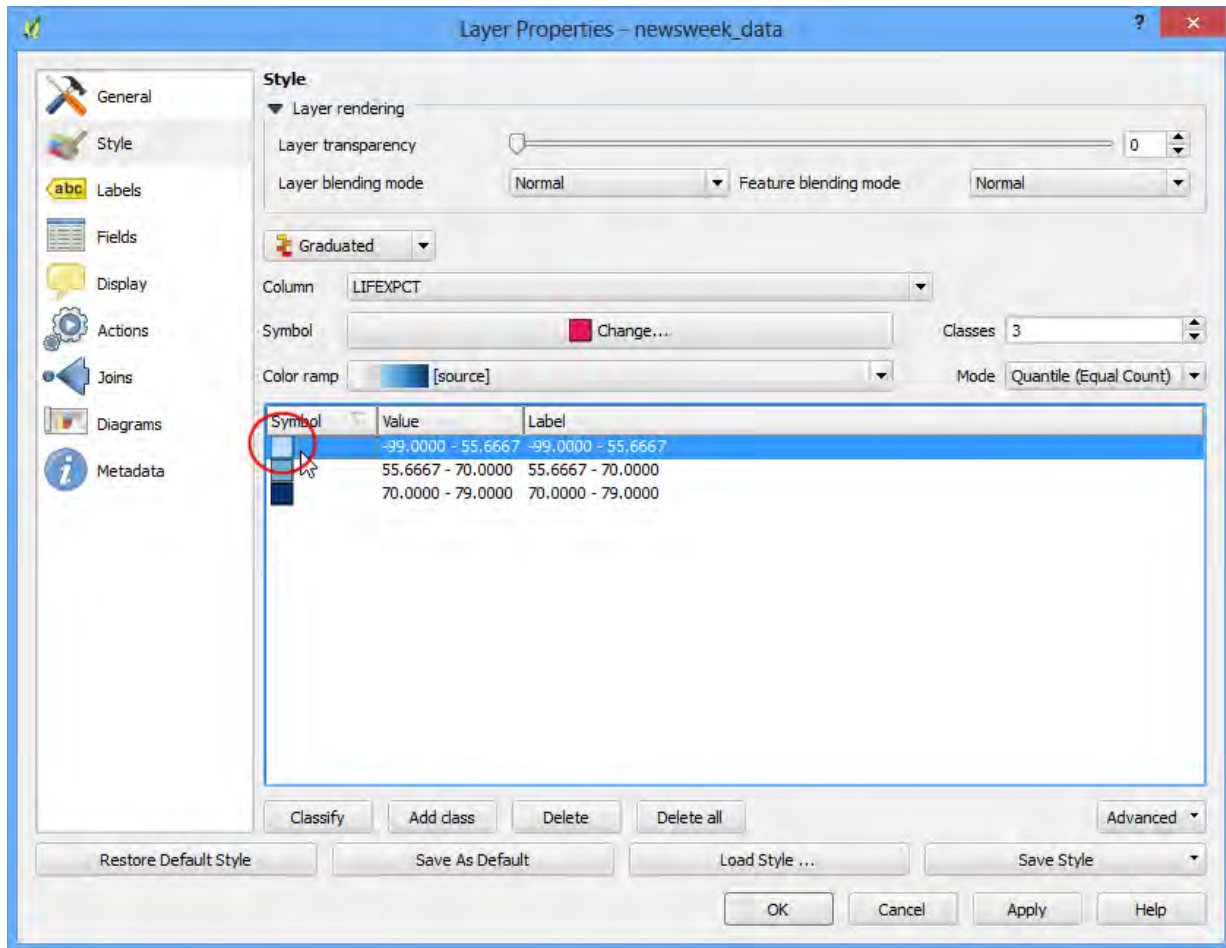 Layer Properties - newsweek_data ?
General
Style
Labels
Fields
Display
Actions
Joins
Diagrams
Metadata
abc
Style
Layer rendering
Layer transparency 0
Layer blending mode Normal Feature blending mode Normal
Graduated
Column LIFEXPCT
Symbol Change... Classes 3
Color ramp [source] Mode Quantile (Equal Count)
Symbol Value Label
-99.0000 - 55.6667 -99.0000 - 55.6667
55.6667 - 70.0000 55.6667 - 70.0000
70.0000 - 79.0000 70.0000 - 79.0000
Classify Add class Delete Delete all Advanced
Restore Default Style Save As Default Load Style ... Save Style
OK Cancel Apply Help